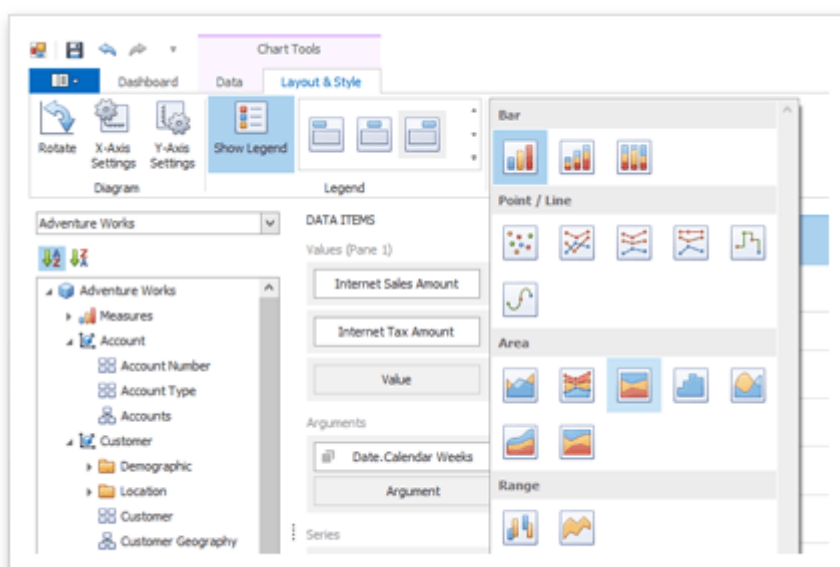 Chart Tools
Dashboard
Data
Layout & Style
Rotate
X-Axis
Settings
Y-Axis
Settings
Show Legend
Diagram
Legend
Bar
Point / Line
Area
Range
Adventure Works
Adventure Works
Measures
Account
Account Number
Account Type
Accounts
Customer
Demographic
Location
Customer
Customer Geography
DATA ITEMS
Values (Pane 1)
Internet Sales Amount
Internet Tax Amount
Value
Arguments
Date.Calendar Weeks
Argument
Series